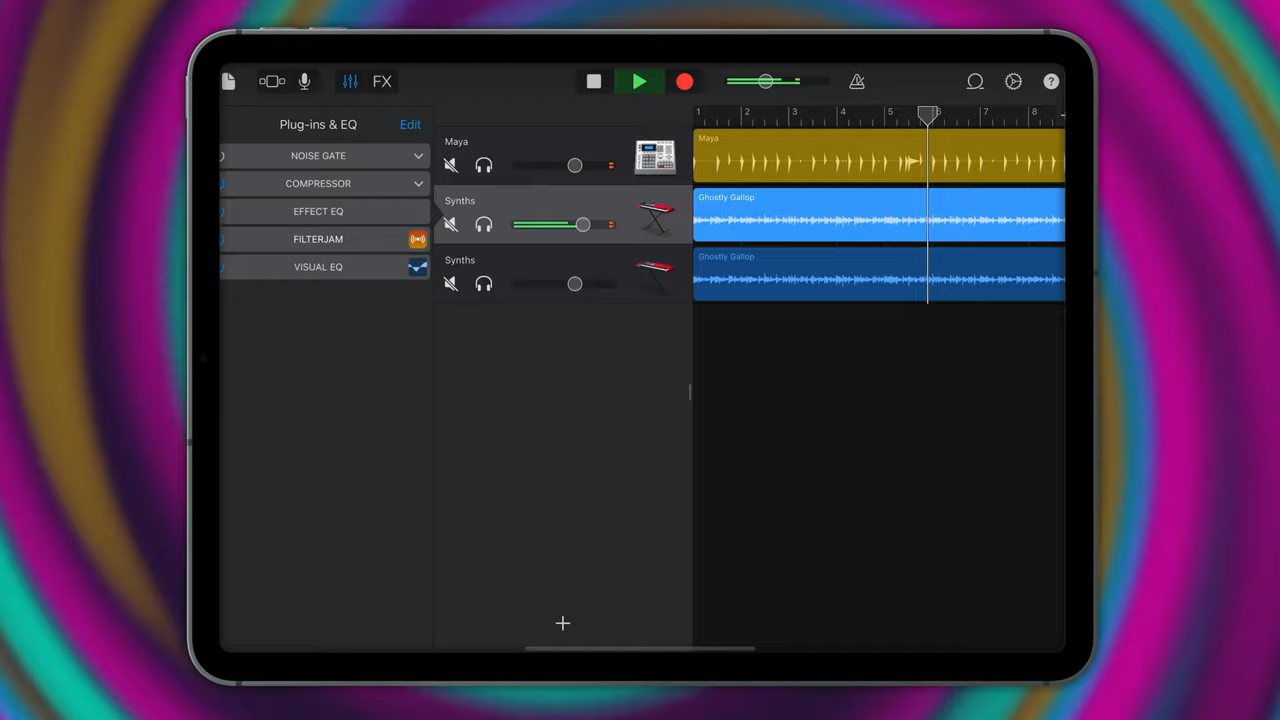 FX
?
Plug-ins & EQ
Edit
NOISE GATE
COMPRESSOR
EFFECT EQ
FILTERJAM
VISUAL EQ
Maya
Synths
Synths
1 2 3 4 5 6 7 8
Maya
Ghostly Gallop
Ghostly Gallop